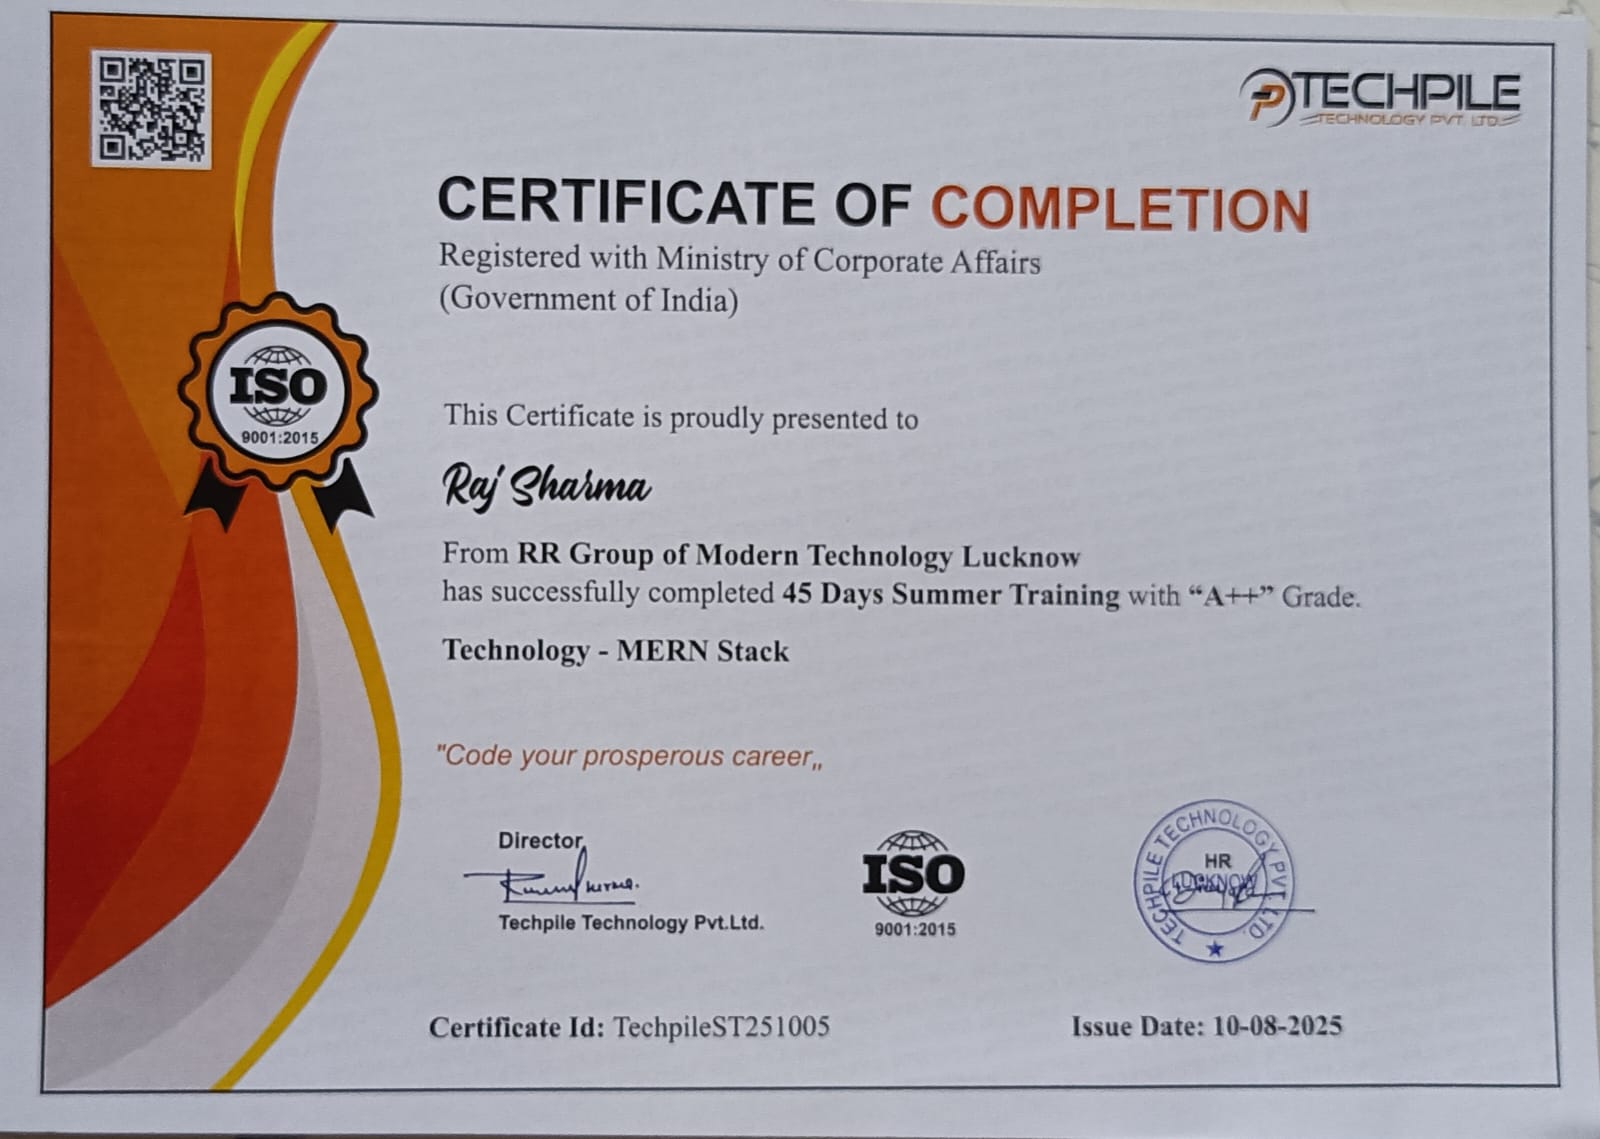 TECHPILE
TECHNOLOGY PVT. LTD.
CERTIFICATE OF COMPLETION
Registered with Ministry of Corporate Affairs
(Government of India)
ISO
9001:2015
This Certificate is proudly presented to
Raj Sharma
From RR Group of Modern Technology Lucknow
has successfully completed 45 Days Summer Training with “A++” Grade.
Technology - MERN Stack
"Code your prosperous career„
Director
Techpile Technology Pvt.Ltd.
ISO
9001:2015
TECHPILE TECHNOLOGY PVT. LTD.
HR
LUCKNOW
Certificate Id: TechpileST251005
Issue Date: 10-08-2025